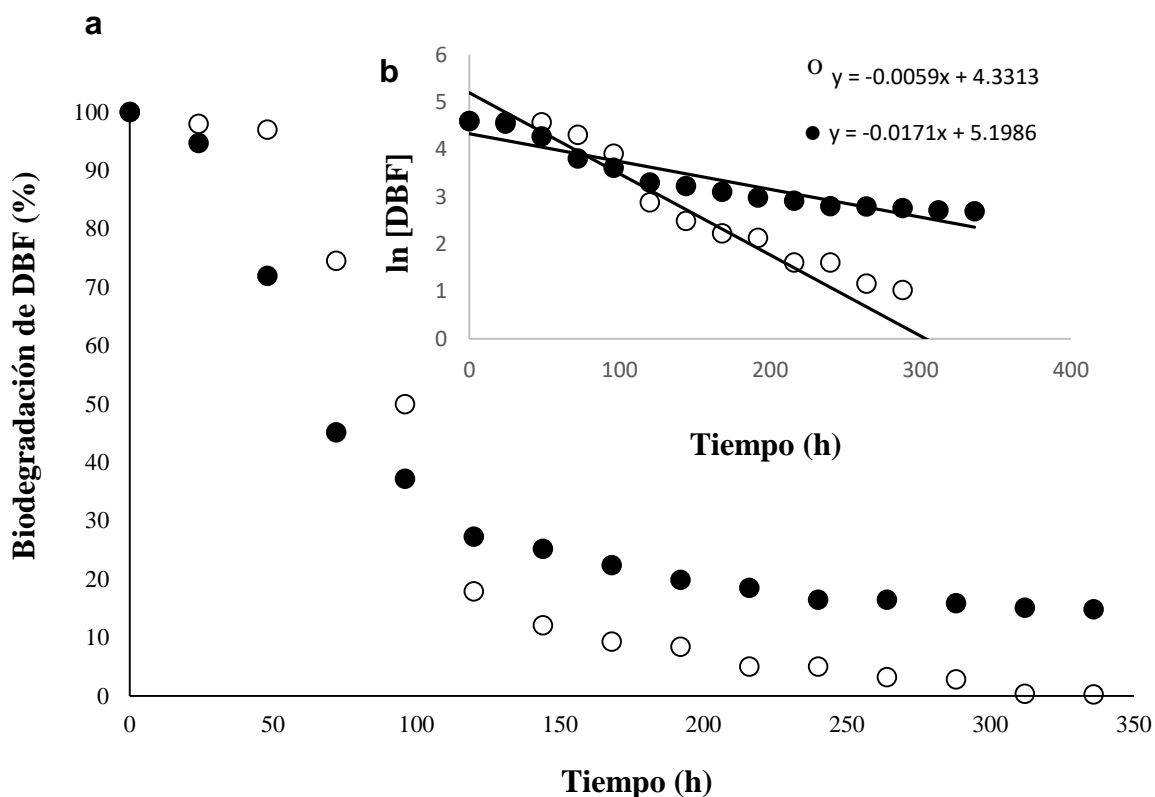 a
Biodegradación de DBF (%)
100
90
80
70
60
50
40
30
20
10
0
0 50 100 150 200 250 300 350
Tiempo (h)
b
ln [DBF]
6
5
4
3
2
1
0
0 100 200 300 400
Tiempo (h)
y = -0.0059x + 4.3313
y = -0.0171x + 5.1986